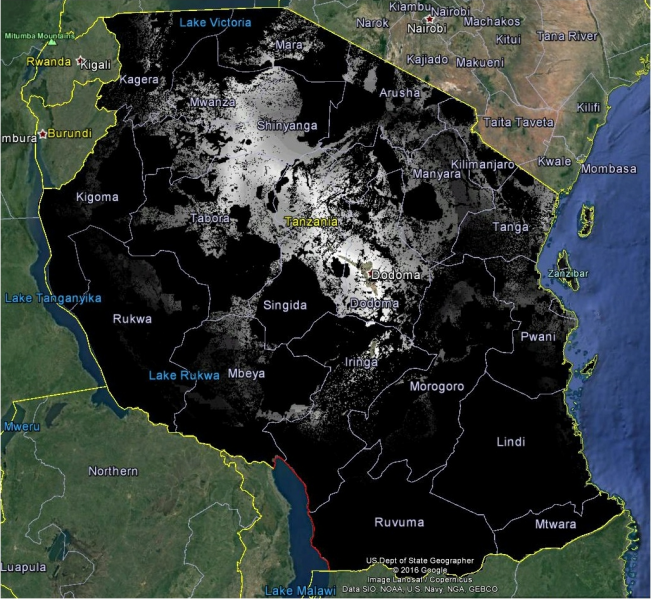 Kiambu
Nairobi
Lake Victoria
Narok
Nairobi
Machakos
Mara
Kitui
Tana River
Mitumba Mountain
Rwanda
Kigali
Kajiado
Makueni
Kagera
Arusha
Mwanza
Kilifi
Shinyanga
Taita Taveta
mbura
Burundi
Kilimanjaro
Kwale
Mombasa
Manyara
Kigoma
Tabora
Tanzania
Tanga
Dodoma
Zanzibar
Lake Tanganyika
Singida
Dodoma
Rukwa
Pwani
Iringa
Lake Rukwa
Mbeya
Morogoro
Mweru
Lindi
Northern
Ruvuma
Mtwara
Luapula
US Dept of State Geographer
© 2016 Google
Image Landsat / Copernicus
Lake Malawi
Data SIO, NOAA, U.S. Navy, NGA, GEBCO